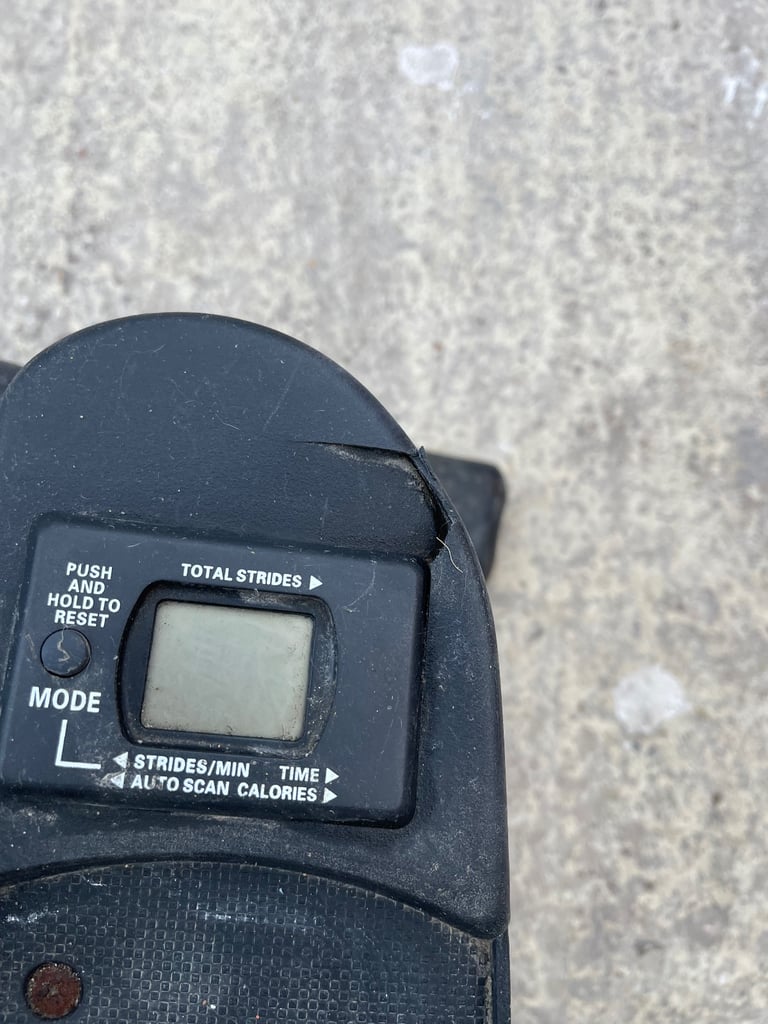 PUSH
AND
HOLD TO
RESET
TOTAL STRIDES ▶
MODE
◀ STRIDES/MIN TIME ▶
◀ AUTO SCAN CALORIES ▶